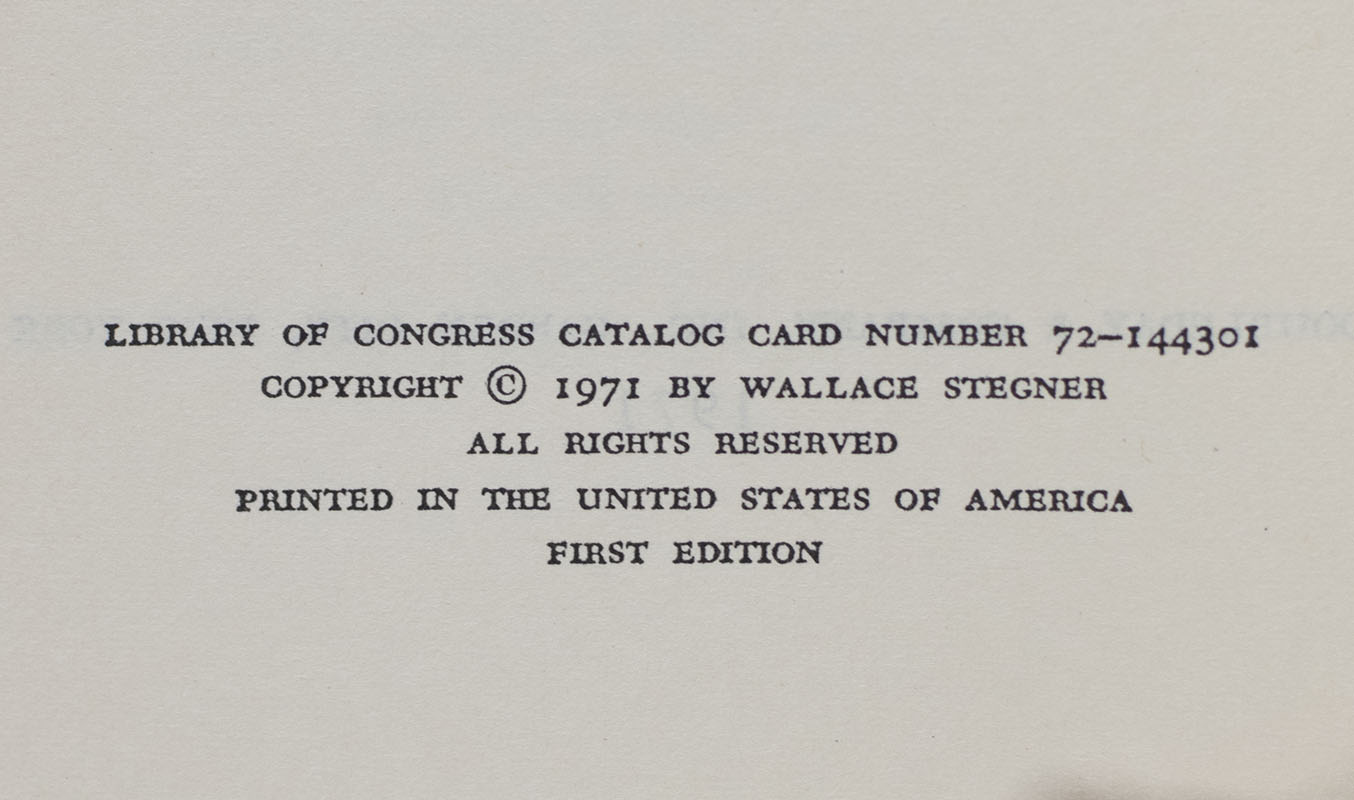 LIBRARY OF CONGRESS CATALOG CARD NUMBER 72–144301
COPYRIGHT © 1971 BY WALLACE STEGNER
ALL RIGHTS RESERVED
PRINTED IN THE UNITED STATES OF AMERICA
FIRST EDITION